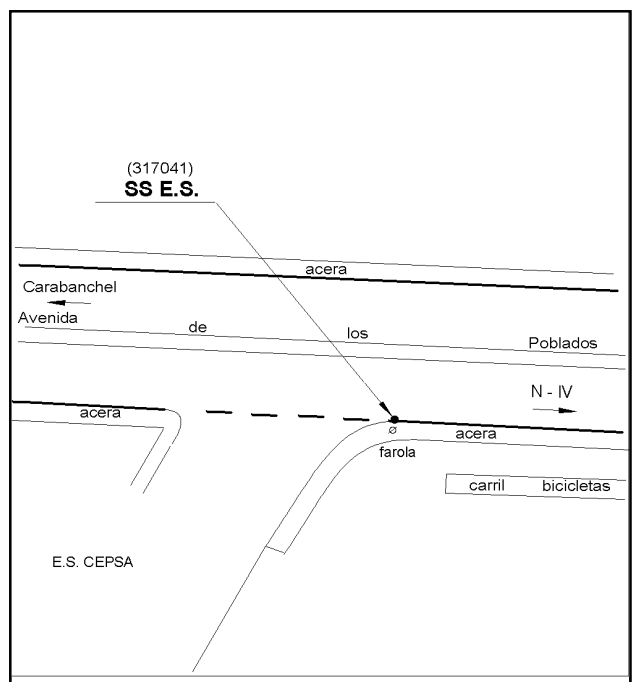 (317041)
SS E.S.
acera
Carabanchel
Avenida de los Poblados
N - IV
acera
acera
farola
carril bicicletas
E.S. CEPSA